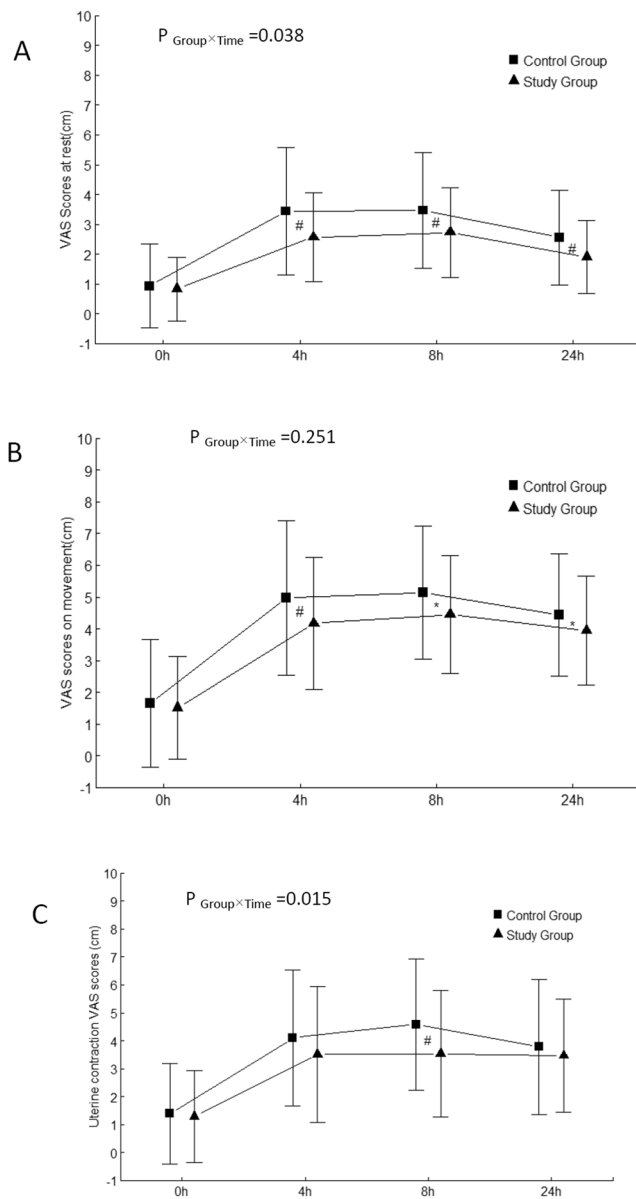 A
P Group×Time =0.038
Control Group
Study Group
VAS Scores at rest(cm)
10
9
8
7
6
5
4
3
2
1
0
-1
#
#
#
0h 4h 8h 24h
B
P Group×Time =0.251
Control Group
Study Group
VAS scores on movement(cm)
10
9
8
7
6
5
4
3
2
1
0
-1
#
*
*
0h 4h 8h 24h
C
P Group×Time =0.015
Control Group
Study Group
Uterine contraction VAS scores (cm)
10
9
8
7
6
5
4
3
2
1
0
-1
#
0h 4h 8h 24h